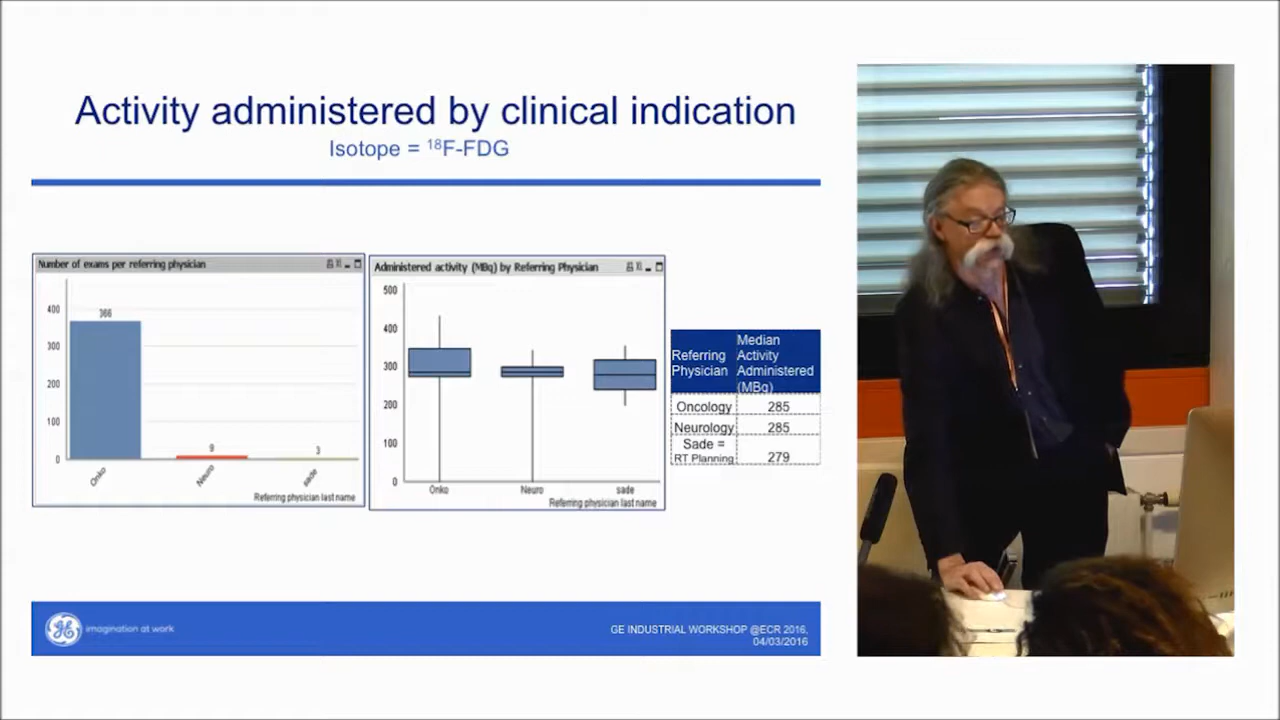 Activity administered by clinical indication
Isotope = ¹⁸F-FDG
Number of exams per referring physician
400
300
200
100
0
366
9
3
Onko
Neuro
sade
Referring physician last name
Administered activity (MBq) by Referring Physician
500
400
300
200
100
0
Onko
Neuro
sade
Referring physician last name
Referring Physician
Median Activity Administered (MBq)
Oncology 285
Neurology 285
Sade = RT Planning 279
GE
imagination at work
GE INDUSTRIAL WORKSHOP @ECR 2016,
04/03/2016